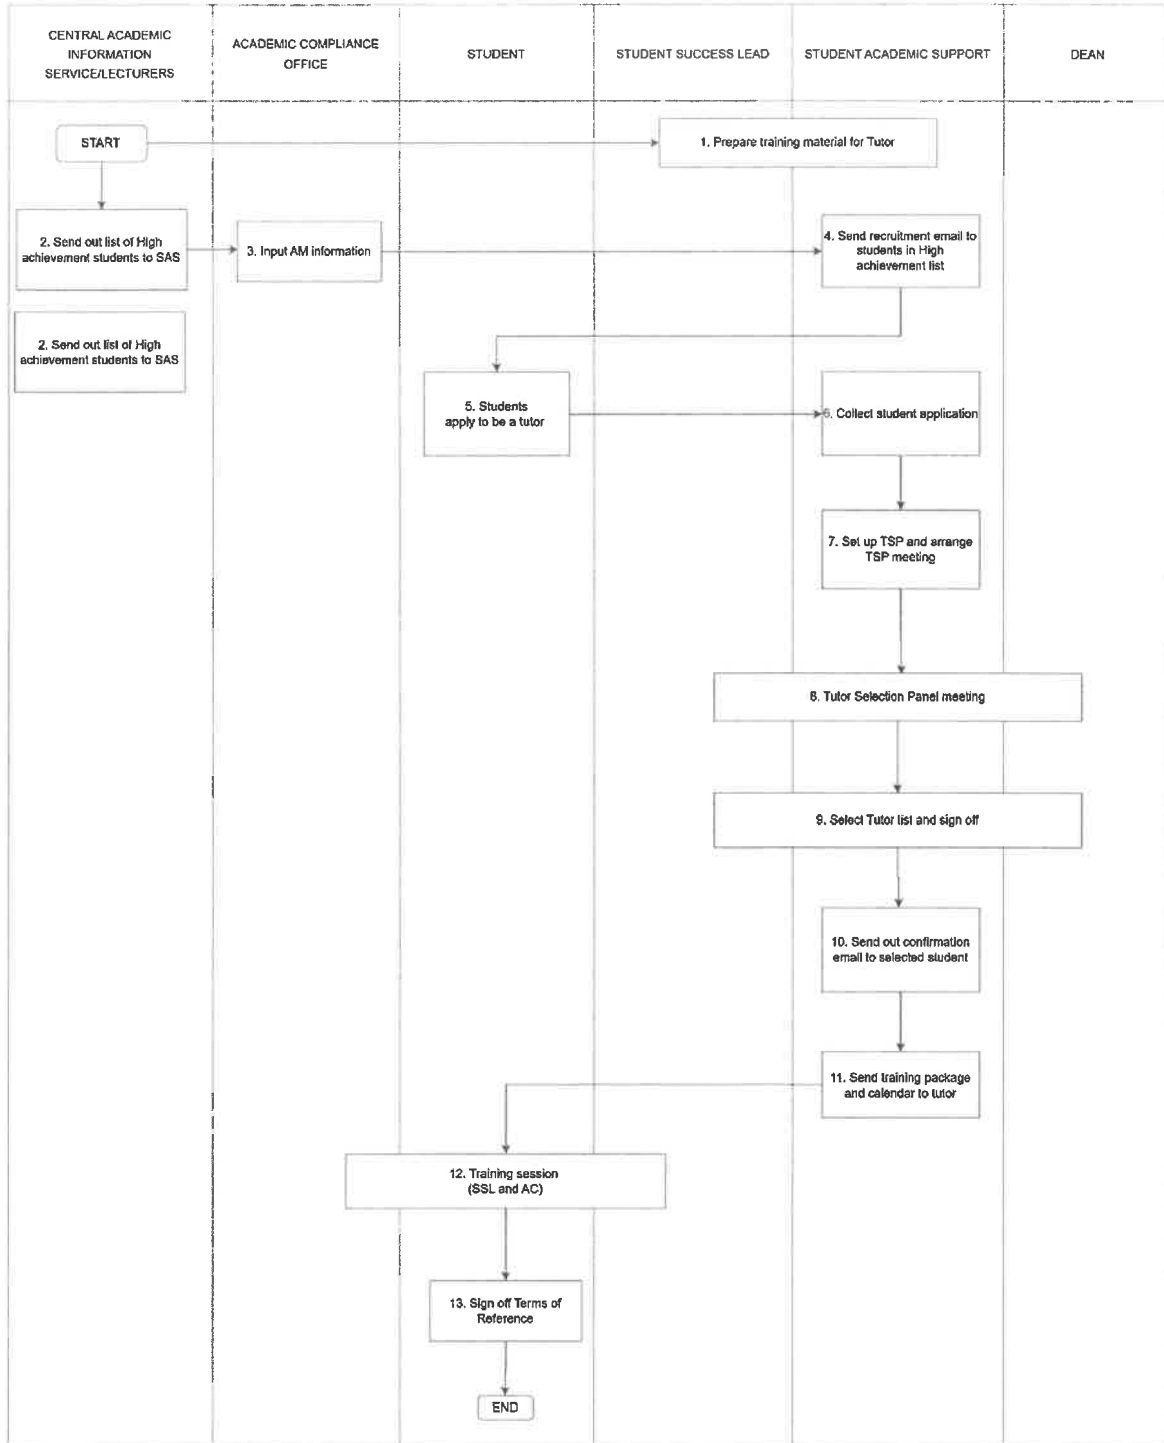 CENTRAL ACADEMIC
INFORMATION
SERVICE/LECTURERS
ACADEMIC COMPLIANCE
OFFICE
STUDENT
STUDENT SUCCESS LEAD
STUDENT ACADEMIC SUPPORT
DEAN
START
1. Prepare training material for Tutor
2. Send out list of High
achievement students to SAS
3. Input AM information
4. Send recruitment email to
students in High
achievement list
2. Send out list of High
achievement students to SAS
5. Students
apply to be a tutor
6. Collect student application
7. Set up TSP and arrange
TSP meeting
8. Tutor Selection Panel meeting
9. Select Tutor list and sign off
10. Send out confirmation
email to selected student
11. Send training package
and calendar to tutor
12. Training session
(SSL and AC)
13. Sign off Terms of
Reference
END